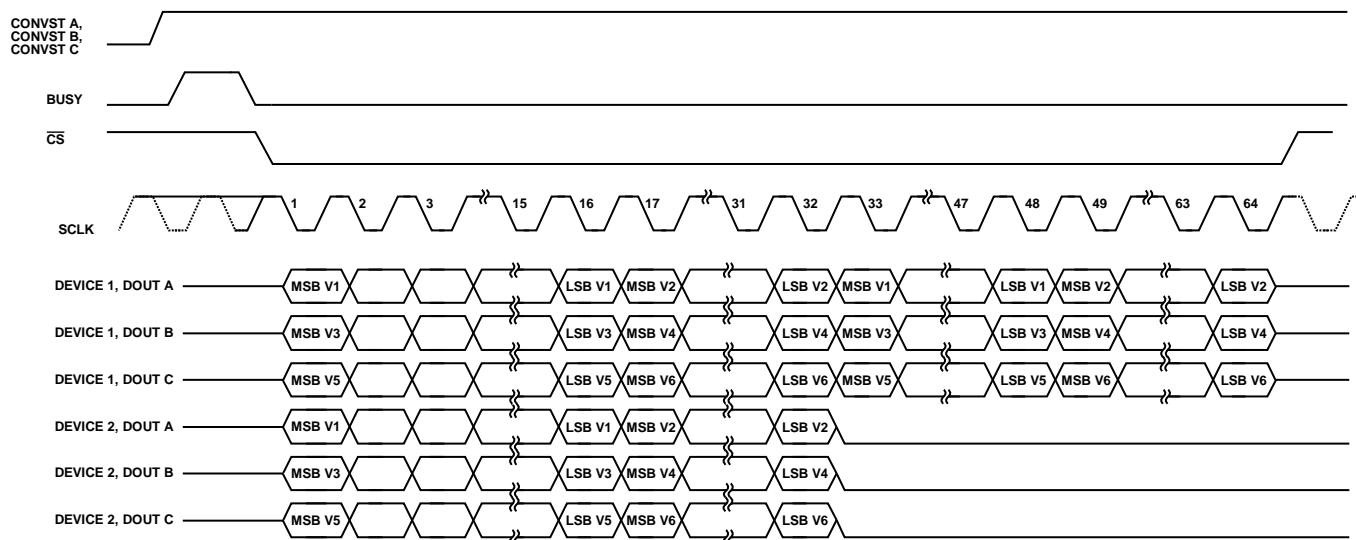 CONVST A,
CONVST B,
CONVST C
BUSY
CS
SCLK
1 2 3 15 16 17 31 32 33 47 48 49 63 64
DEVICE 1, DOUT A MSB V1 LSB V1 MSB V2 LSB V2 MSB V1 LSB V1 MSB V2 LSB V2
DEVICE 1, DOUT B MSB V3 LSB V3 MSB V4 LSB V4 MSB V3 LSB V3 MSB V4 LSB V4
DEVICE 1, DOUT C MSB V5 LSB V5 MSB V6 LSB V6 MSB V5 LSB V5 MSB V6 LSB V6
DEVICE 2, DOUT A MSB V1 LSB V1 MSB V2 LSB V2
DEVICE 2, DOUT B MSB V3 LSB V3 MSB V4 LSB V4
DEVICE 2, DOUT C MSB V5 LSB V5 MSB V6 LSB V6